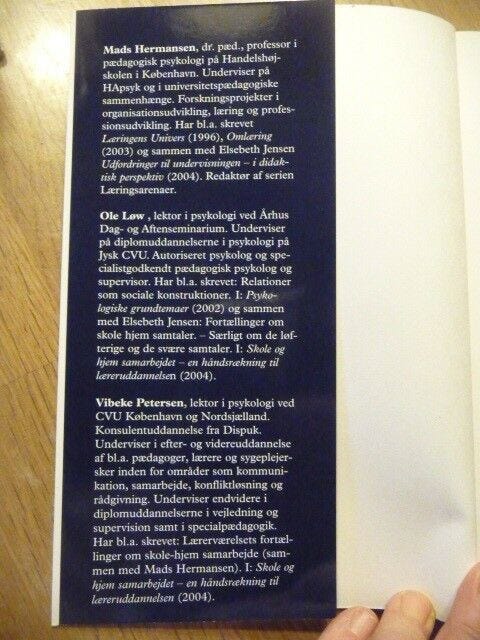 Mads Hermansen, dr. pæd., professor i
pædagogisk psykologi på Handelshøj-
skolen i København. Underviser på
HApsyk og i universitetspædagogiske
sammenhænge. Forskningsprojekter i
organisationsudvikling, læring og profes-
sionsudvikling. Har bl.a. skrevet
Læringens Univers (1996), Omlæring
(2003) og sammen med Elsebeth Jensen
Udfordringer til undervisningen – i didak-
tisk perspektiv (2004). Redaktør af serien
Læringsarenaer.
Ole Løw , lektor i psykologi ved Århus
Dag- og Aftenseminarium. Underviser
på diplomuddannelserne i psykologi på
Jysk CVU. Autoriseret psykolog og spe-
cialistgodkendt pædagogisk psykolog og
supervisor. Har bl.a. skrevet: Relationer
som sociale konstruktioner. I: Psyko-
logiske grundtemaer (2002) og sammen
med Elsebeth Jensen: Fortællinger om
skole hjem samtaler. – Særligt om de løf-
terige og de svære samtaler. I: Skole og
hjem samarbejdet – en håndsrækning til
læreruddannelsen (2004).
Vibeke Petersen, lektor i psykologi ved
CVU København og Nordsjælland.
Konsulentuddannelse fra Dispuk.
Underviser i efter- og videreuddannelse
af bl.a. pædagoger, lærere og sygeplejer-
sker inden for områder som kommuni-
kation, samarbejde, konfliktløsning og
rådgivning. Underviser endvidere i
diplomuddannelserne i vejledning og
supervision samt i specialpædagogik.
Har bl.a. skrevet: Lærerværelsets fortæl-
linger om skole-hjem samarbejde (sam-
men med Mads Hermansen). I: Skole og
hjem samarbejdet – en håndsrækning til
læreruddannelsen (2004).